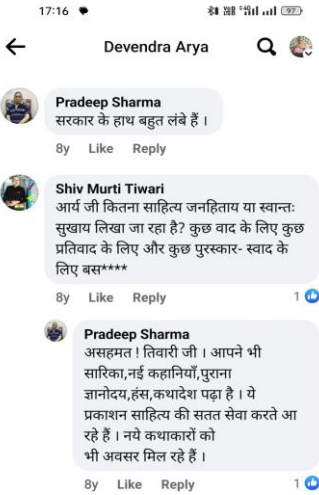 17:16
97
Devendra Arya
Pradeep Sharma
सरकार के हाथ बहुत लंबे हैं ।
8y Like Reply
Shiv Murti Tiwari
आर्य जी कितना साहित्य जनहिताय या स्वान्तः
सुखाय लिखा जा रहा है? कुछ वाद के लिए कुछ
प्रतिवाद के लिए और कुछ पुरस्कार- स्वाद के
लिए बस****
8y Like Reply 1
Pradeep Sharma
असहमत ! तिवारी जी । आपने भी
सारिका,नई कहानियाँ,पुराना
ज्ञानोदय,हंस,कथादेश पढ़ा है । ये
प्रकाशन साहित्य की सतत सेवा करते आ
रहे हैं । नये कथाकारों को
भी अवसर मिल रहे हैं ।
8y Like Reply 1